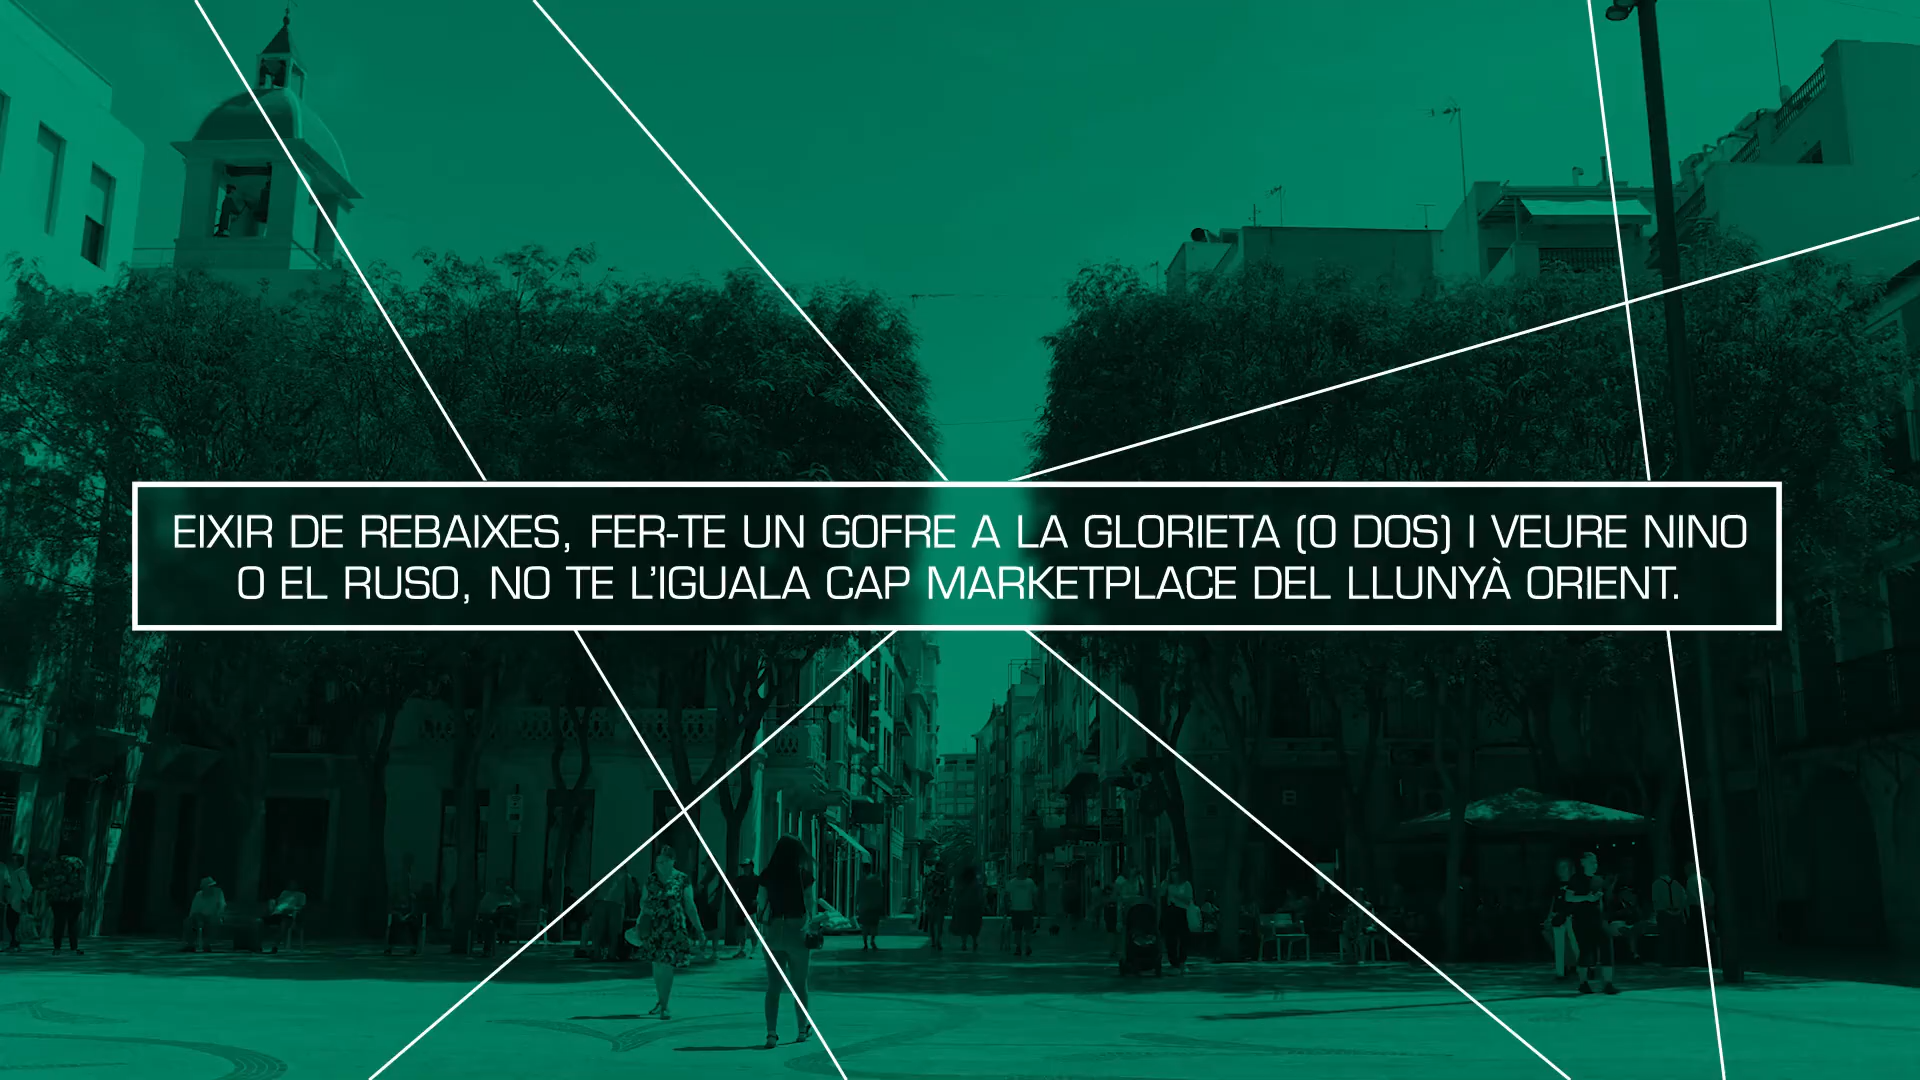 EIXIR DE REBAIXES, FER-TE UN GOFRE A LA GLORIETA (O DOS) I VEURE NINO
O EL RUSO, NO TE L'IGUALA CAP MARKETPLACE DEL LLUNYÀ ORIENT.